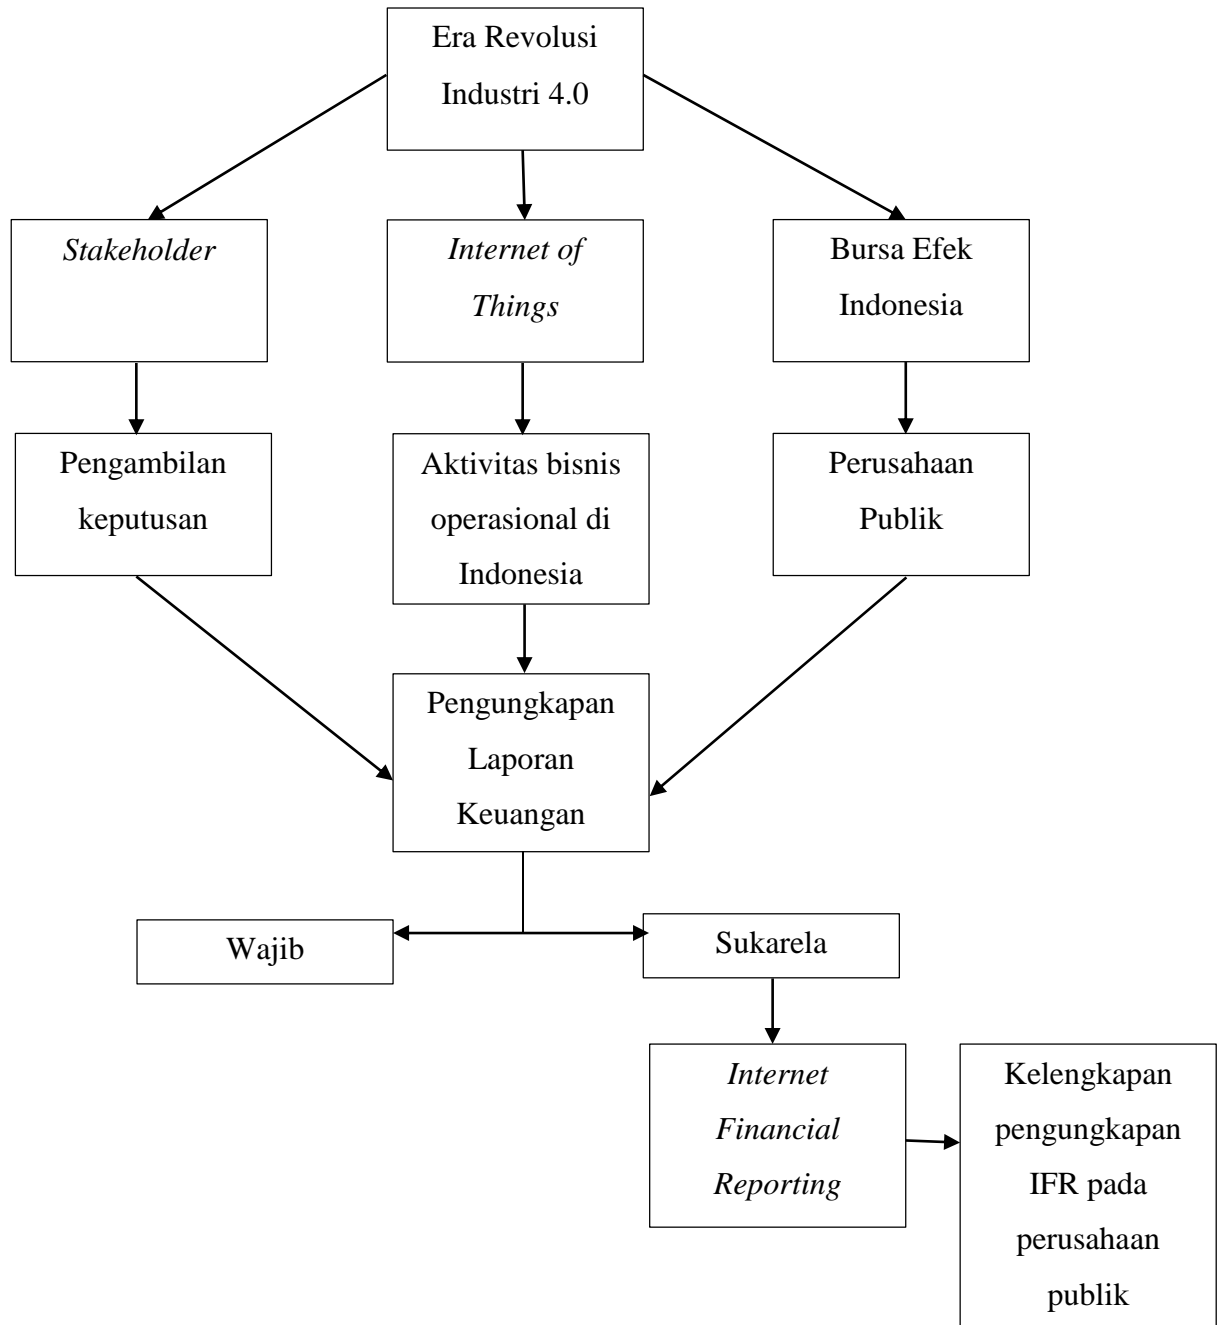 Era Revolusi
Industri 4.0
Stakeholder
Internet of
Things
Bursa Efek
Indonesia
Pengambilan
keputusan
Aktivitas bisnis
operasional di
Indonesia
Perusahaan
Publik
Pengungkapan
Laporan
Keuangan
Wajib
Sukarela
Internet
Financial
Reporting
Kelengkapan
pengungkapan
IFR pada
perusahaan
publik